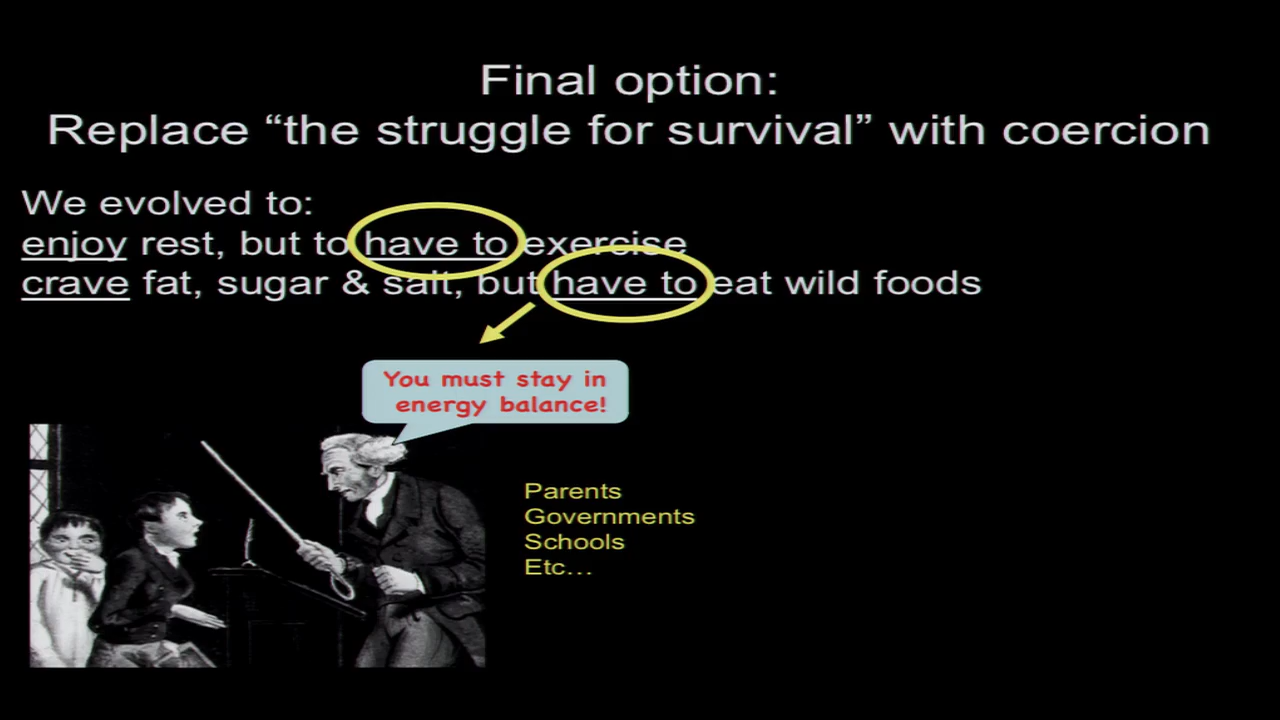 Final option:
Replace “the struggle for survival” with coercion
We evolved to:
enjoy rest, but to have to exercise
crave fat, sugar & salt, but have to eat wild foods
You must stay in
energy balance!
Parents
Governments
Schools
Etc…